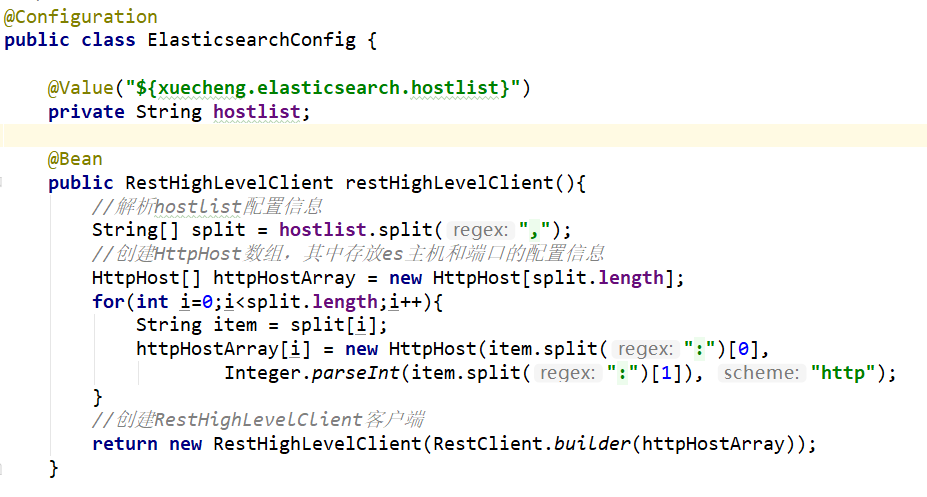 @Configuration
public class ElasticsearchConfig {
@Value("${xuecheng.elasticsearch.hostlist}")
private String hostlist;
@Bean
public RestHighLevelClient restHighLevelClient(){
//解析hostlist配置信息
String[] split = hostlist.split( regex: ",");
//创建HttpHost数组，其中存放es主机和端口的配置信息
HttpHost[] httpHostArray = new HttpHost[split.length];
for(int i=0;i<split.length;i++){
String item = split[i];
httpHostArray[i] = new HttpHost(item.split( regex: ":")[0],
Integer.parseInt(item.split( regex: ":")[1]), scheme: "http");
}
//创建RestHighLevelClient客户端
return new RestHighLevelClient(RestClient.builder(httpHostArray));
}